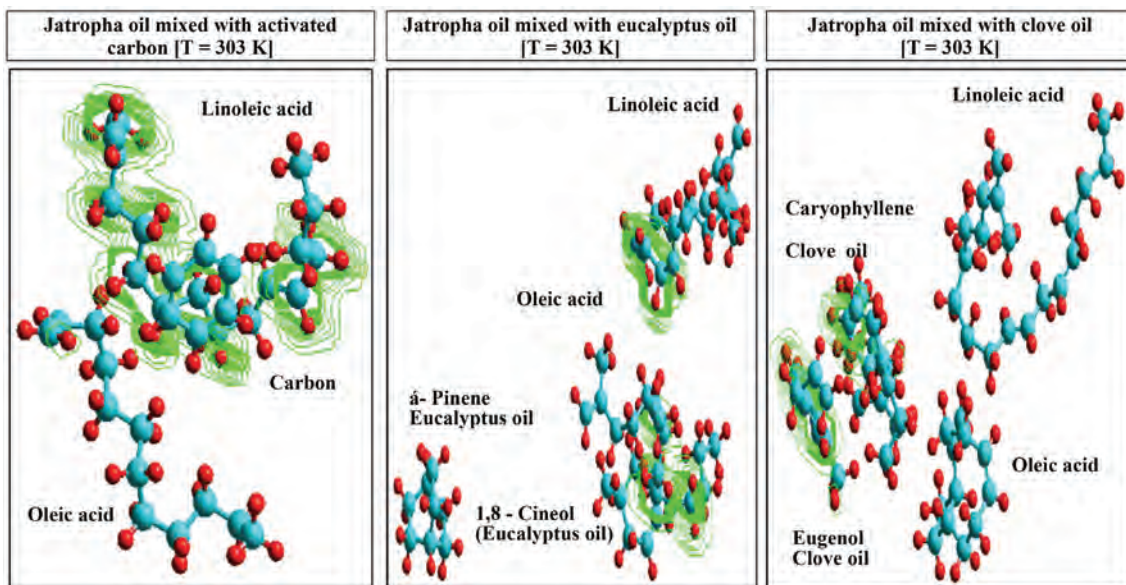 Jatropha oil mixed with activated
carbon [T = 303 K]
Jatropha oil mixed with eucalyptus oil
[T = 303 K]
Jatropha oil mixed with clove oil
[T = 303 K]
Linoleic acid
Carbon
Oleic acid
Linoleic acid
Oleic acid
á- Pinene
Eucalyptus oil
1,8 - Cineol
(Eucalyptus oil)
Linoleic acid
Caryophyllene
Clove oil
Oleic acid
Eugenol
Clove oil